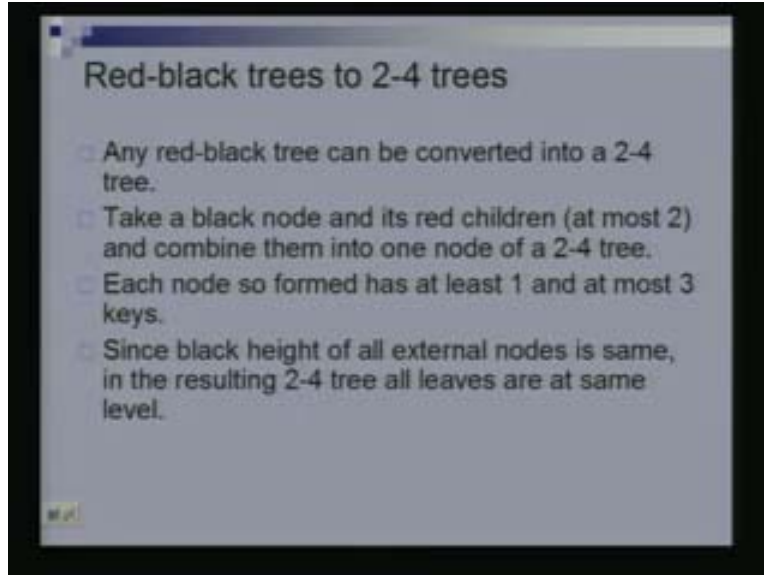 Red-black trees to 2-4 trees
Any red-black tree can be converted into a 2-4
tree.
Take a black node and its red children (at most 2)
and combine them into one node of a 2-4 tree.
Each node so formed has at least 1 and at most 3
keys.
Since black height of all external nodes is same,
in the resulting 2-4 tree all leaves are at same
level.